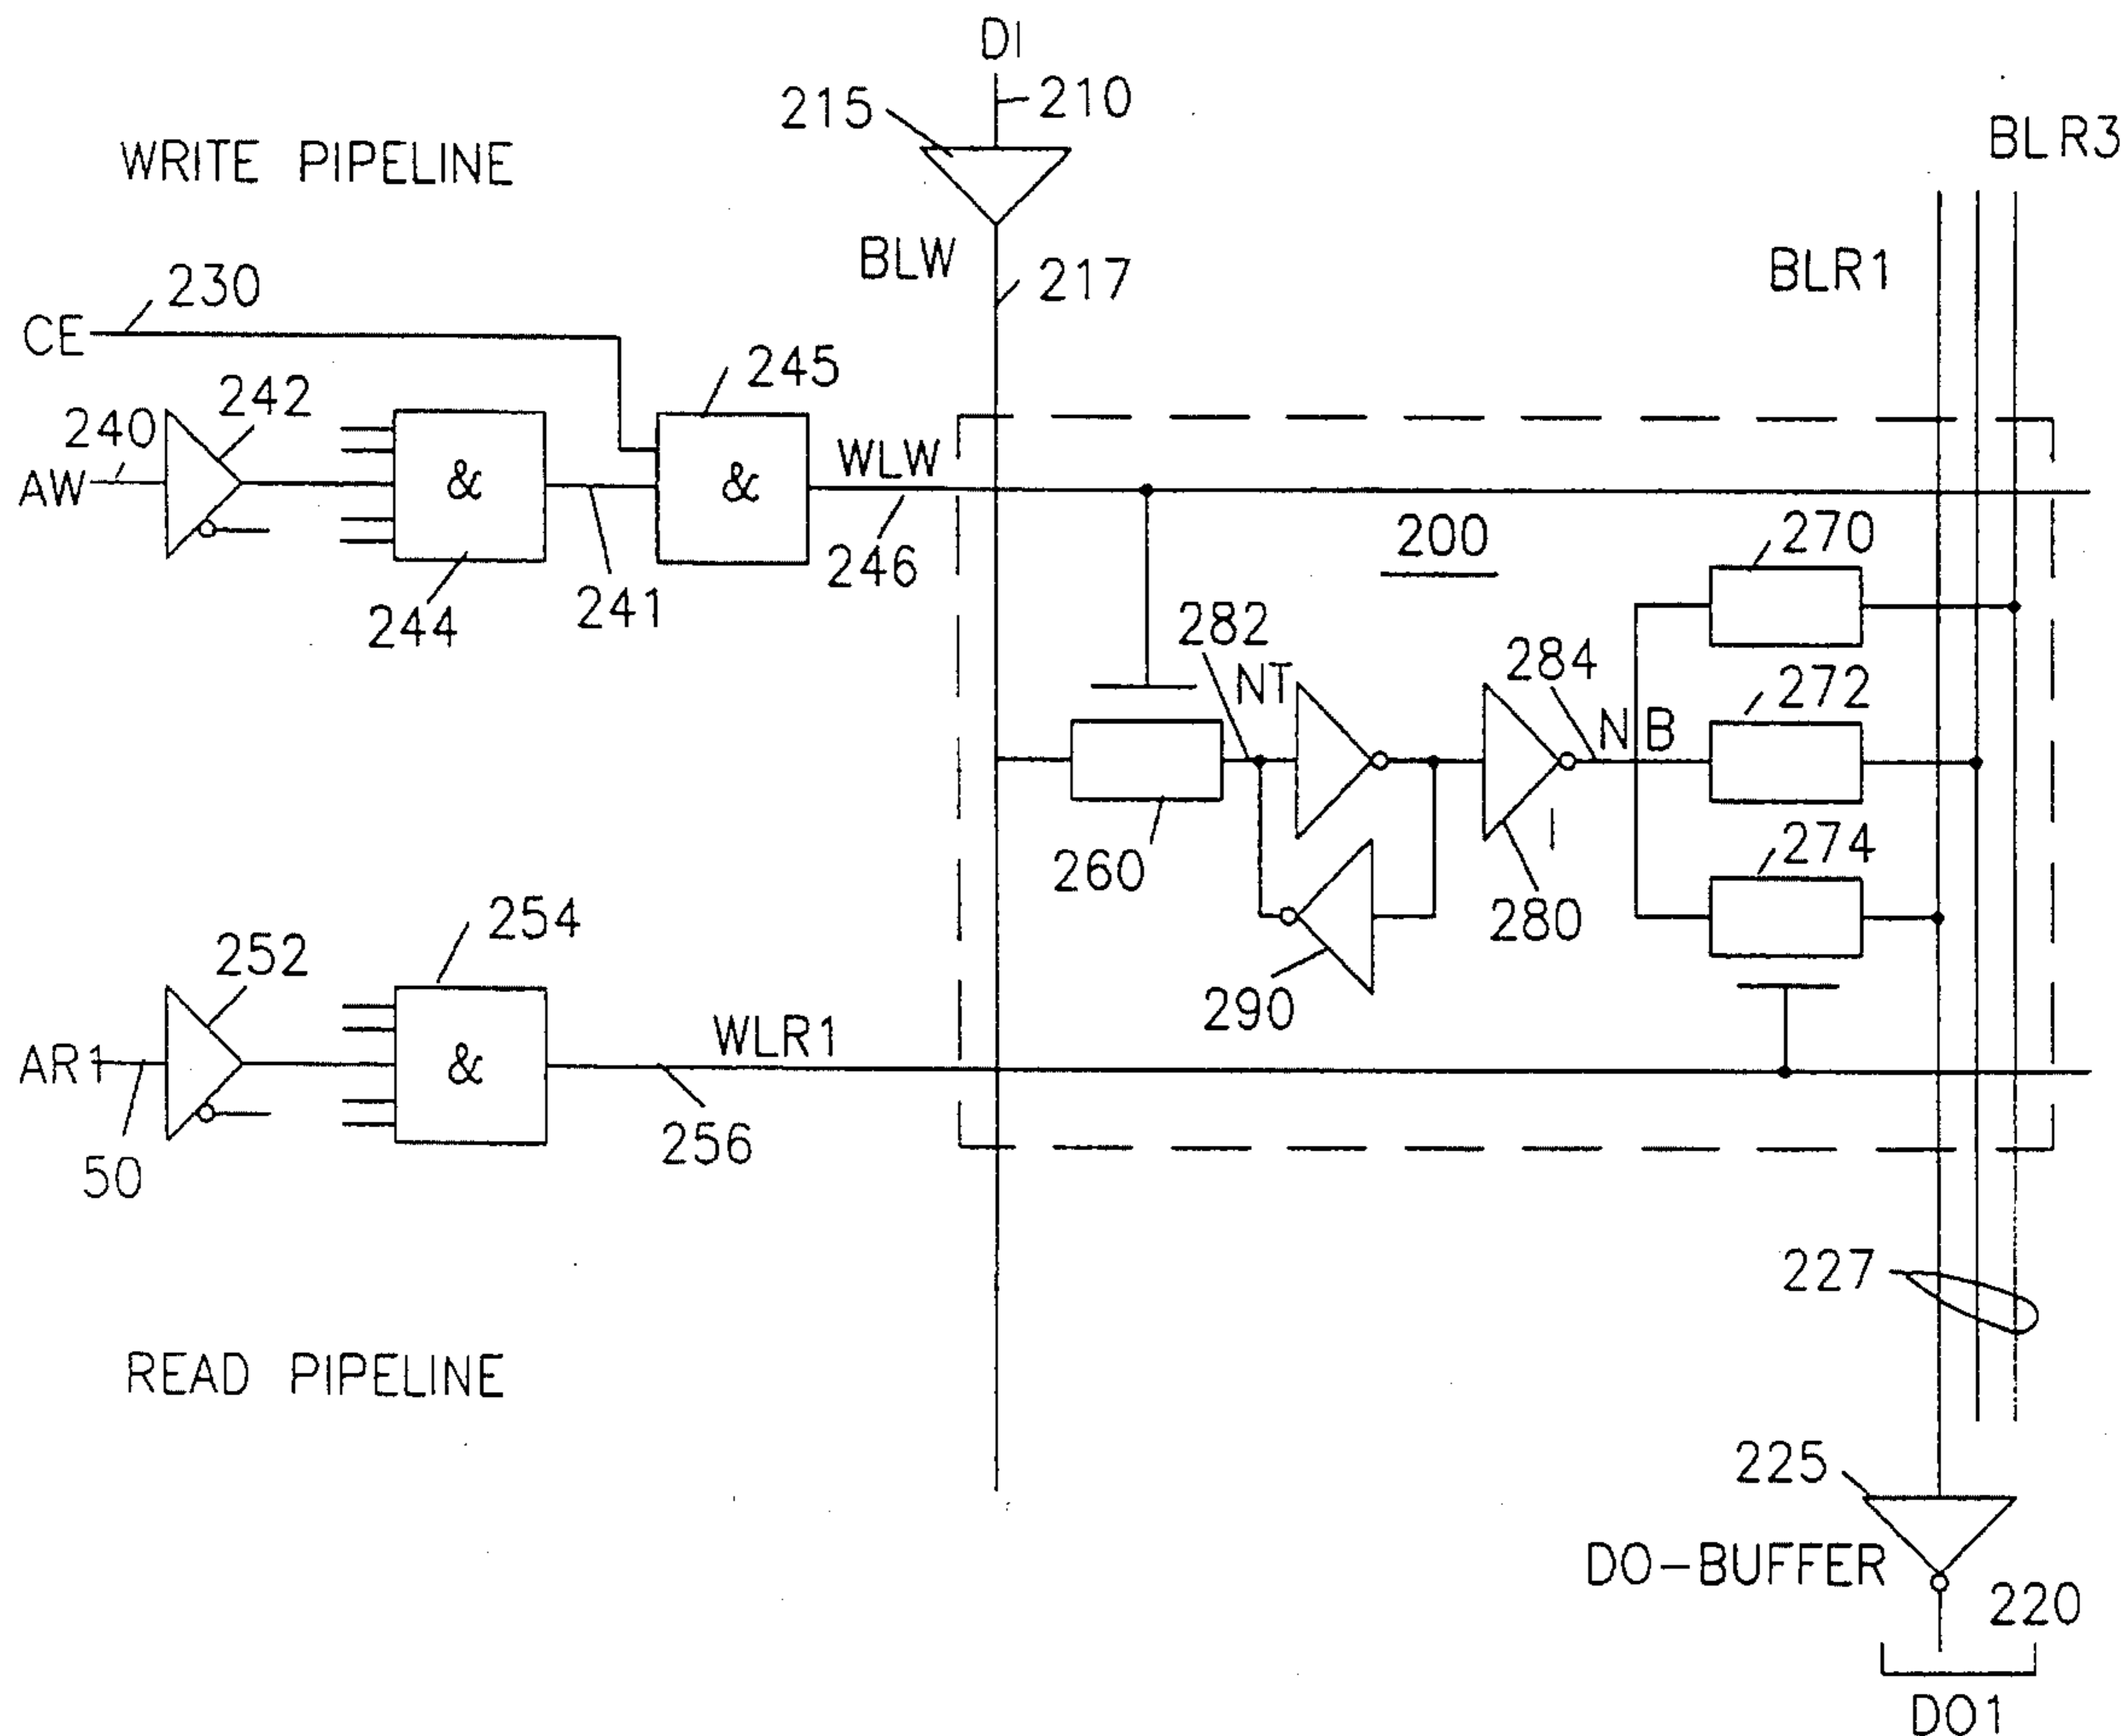 DI
210
215
BLR3
WRITE PIPELINE
BLW
217
BLR1
230
CE
245
242
240
WLW
AW
&
&
200
270
246
244
241
282
NT
284
272
NB
260
274
254
280
252
290
WLR1
AR1
&
50
256
227
READ PIPELINE
225
DO-BUFFER
220
DO1